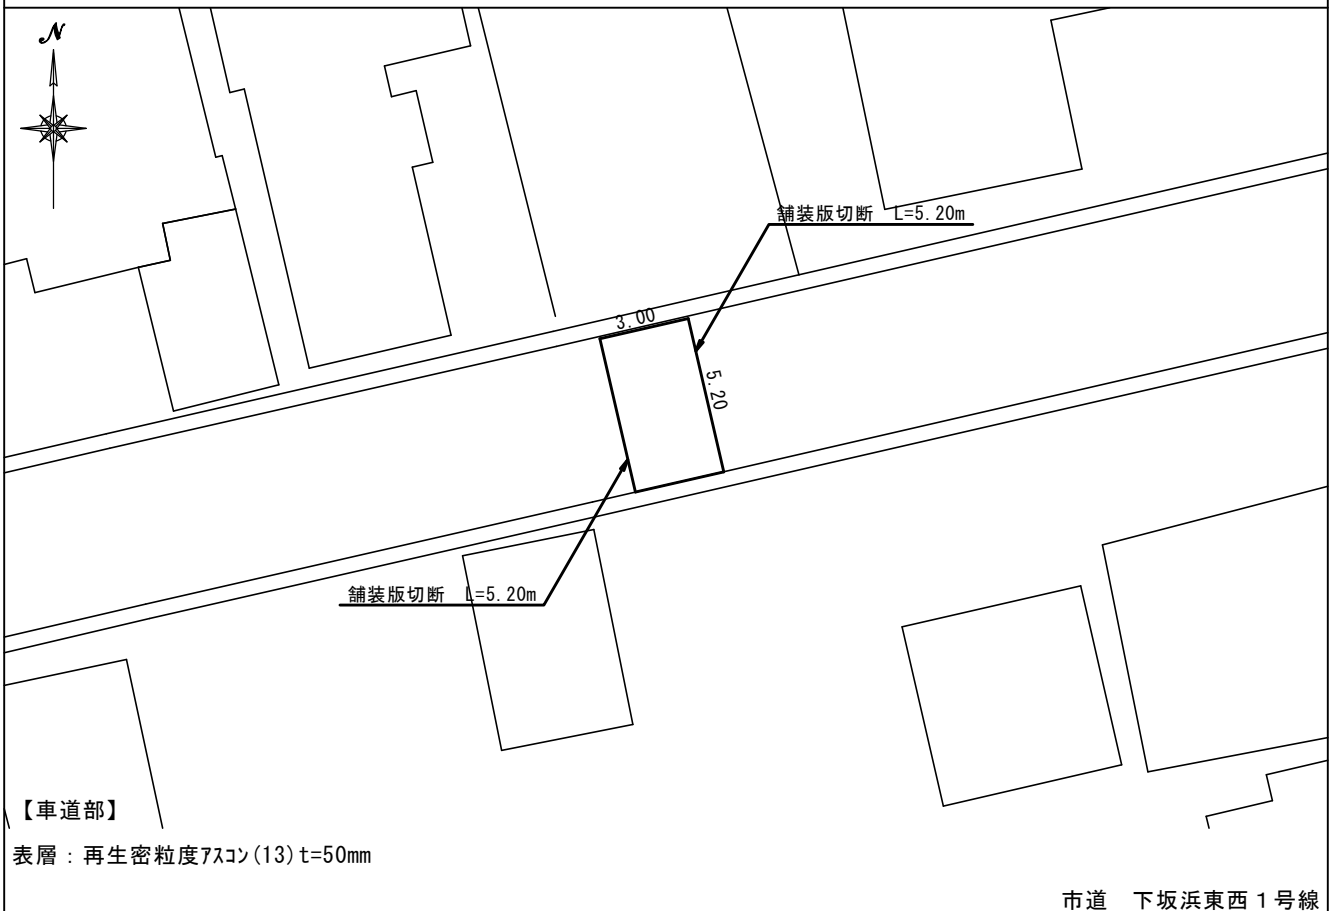 N
舗装版切断　L=5.20m
3.00
5.20
舗装版切断　L=5.20m
【車道部】
表層：再生密粒度ｱｽｺﾝ(13)t=50mm
市道　下坂浜東西１号線